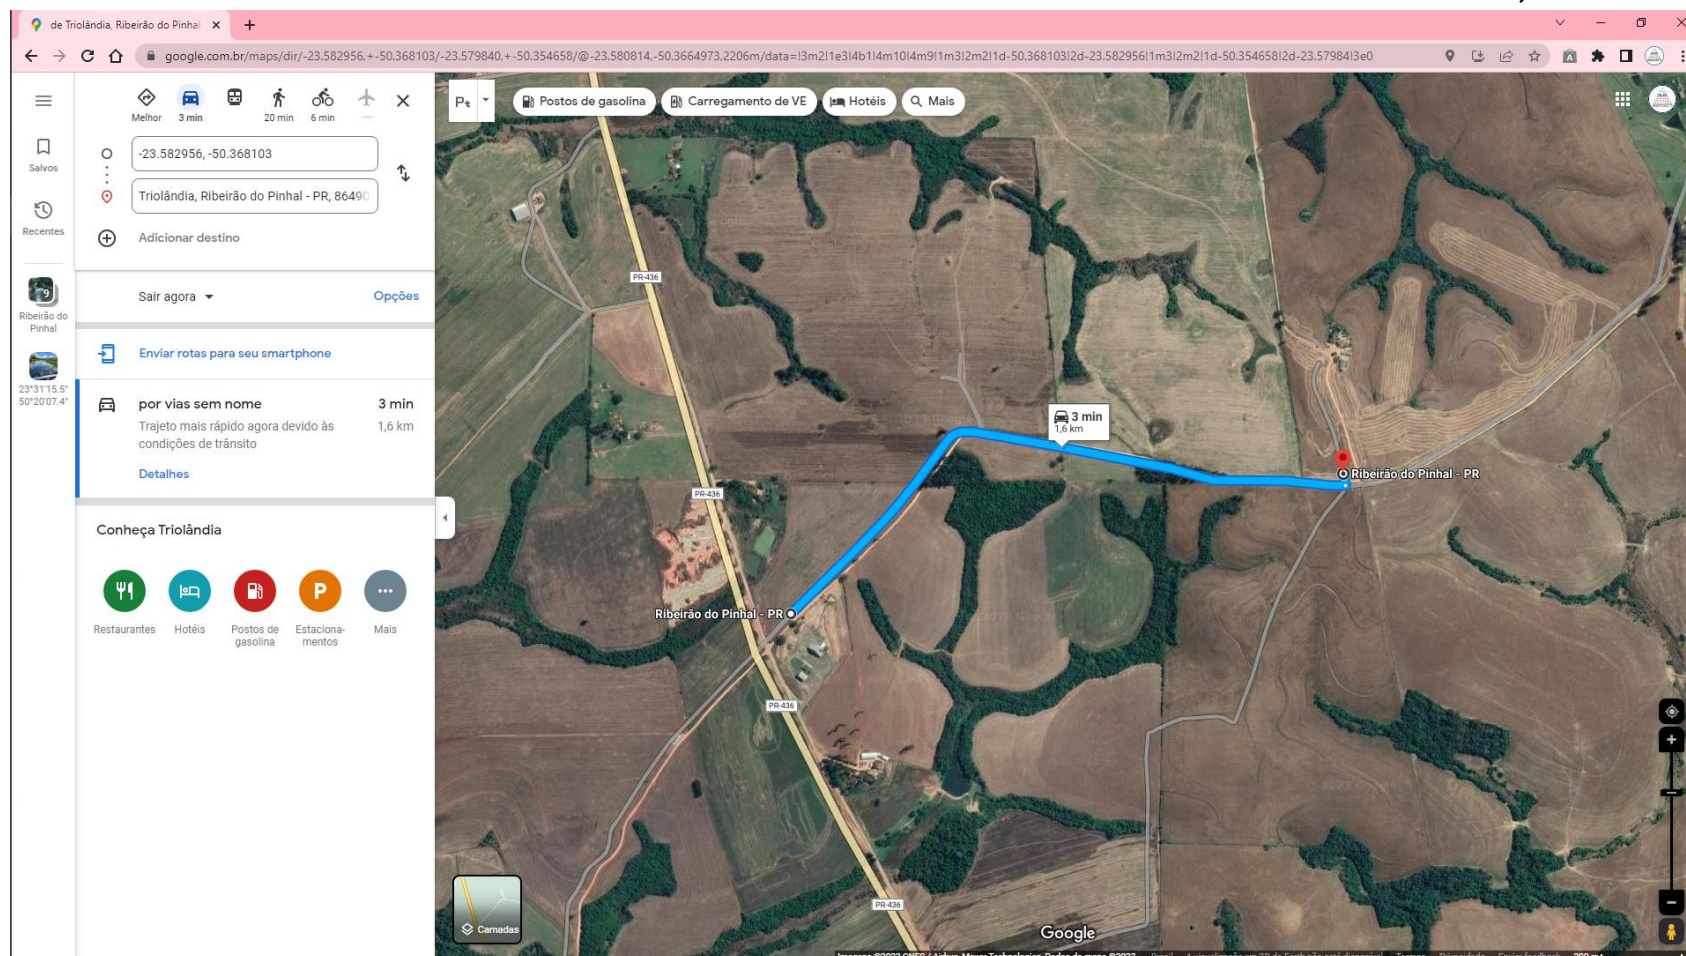 de Triolândia, Ribeirão do Pinhal
google.com.br/maps/dir/-23.582956,+-50.368103/-23.579840,+-50.354658/@-23.580814,-50.3664973,2206m/data=!3m2!1e3!4b1!4m10!4m9!1m3!2m2!1d-50.368103!2d-23.582956!1m3!2m2!1d-50.354658!2d-23.57984!3e0
Melhor
3 min
20 min
6 min
Salvos
Recentes
Ribeirão do
Pinhal
23°31'15.5"
50°20'07.4"
-23.582956, -50.368103
Triolândia, Ribeirão do Pinhal - PR, 86490
Adicionar destino
Sair agora
Opções
Enviar rotas para seu smartphone
por vias sem nome
3 min
Trajeto mais rápido agora devido às
1,6 km
condições de trânsito
Detalhes
Conheça Triolândia
P
Restaurantes
Hotéis
Postos de
gasolina
Estaciona-
mentos
Mais
Postos de gasolina
Carregamento de VE
Hotéis
Mais
PR-436
3 min
1,6 km
Ribeirão do Pinhal - PR
PR-436
Ribeirão do Pinhal - PR
PR-436
PR-436
Camadas
Google